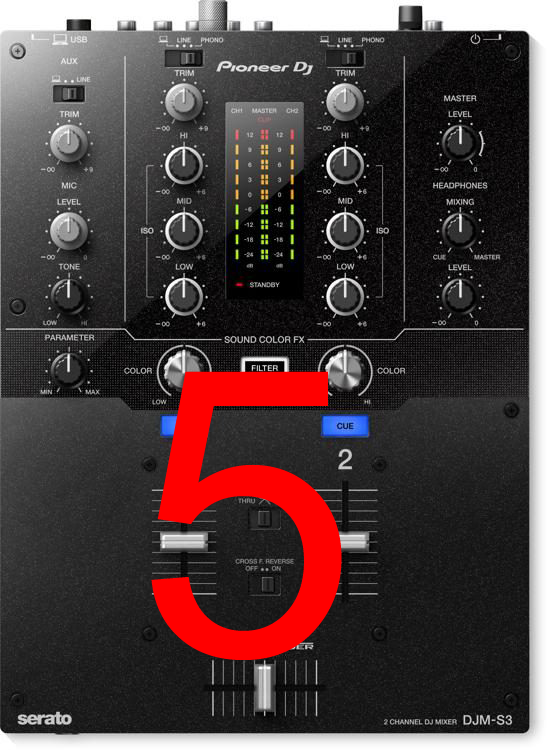 USB
LINE PHONO
Pioneer Dj
LINE PHONO
AUX
LINE
TRIM
TRIM
-∞ +9
-∞ +9
TRIM
-∞ +9
CH1 MASTER CH2
CLIP
12 12
9 9
6 6
3 3
0 0
-6 -6
-12 -12
-18 -18
-24 -24
dB dB
STANDBY
HI
HI
-∞ +6
-∞ +6
MASTER
LEVEL
-∞ 0
MIC
LEVEL
-∞ 0
MID
MID
ISO
ISO
-∞ +6
-∞ +6
HEADPHONES
MIXING
CUE MASTER
TONE
LOW HI
LOW
LOW
-∞ +6
-∞ +6
LEVEL
-∞ 0
SOUND COLOR FX
PARAMETER
MIN MAX
COLOR
FILTER
COLOR
LOW
HI
CUE
5
2
THRU
CROSS F. REVERSE
OFF ON
serato
2 CHANNEL DJ MIXER DJM-S3